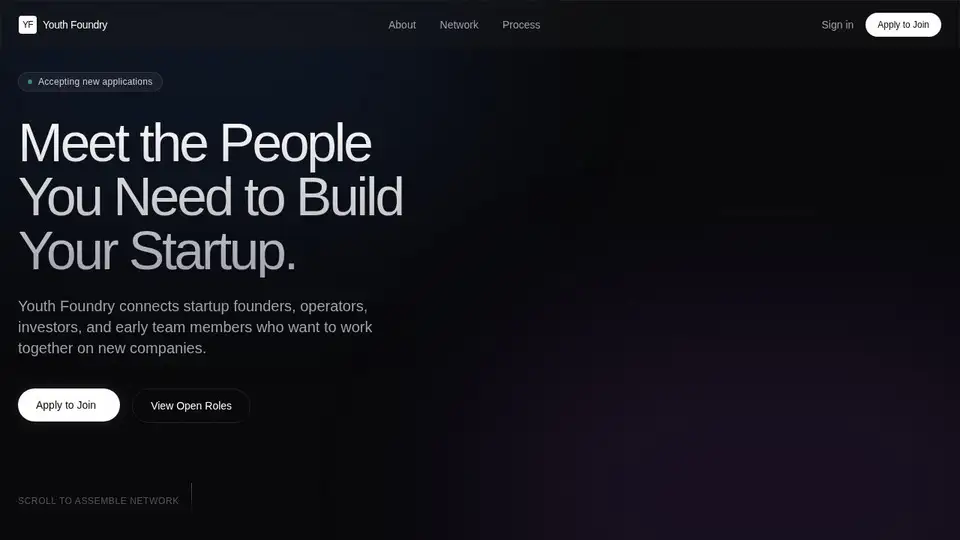 YF Youth Foundry
About Network Process
Sign in Apply to Join
Accepting new applications
Meet the People
You Need to Build
Your Startup.
Youth Foundry connects startup founders, operators,
investors, and early team members who want to work
together on new companies.
Apply to Join View Open Roles
SCROLL TO ASSEMBLE NETWORK